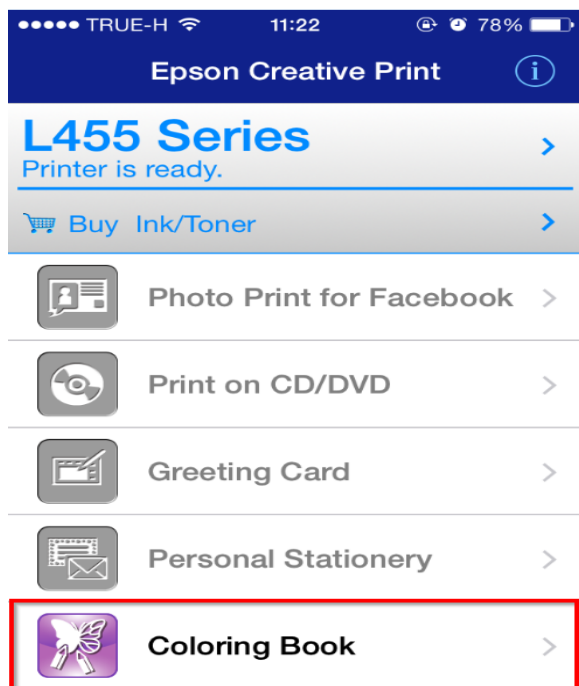 TRUE-H 11:22 78%
Epson Creative Print i
L455 Series
Printer is ready.
Buy Ink/Toner
Photo Print for Facebook
Print on CD/DVD
Greeting Card
Personal Stationery
Coloring Book